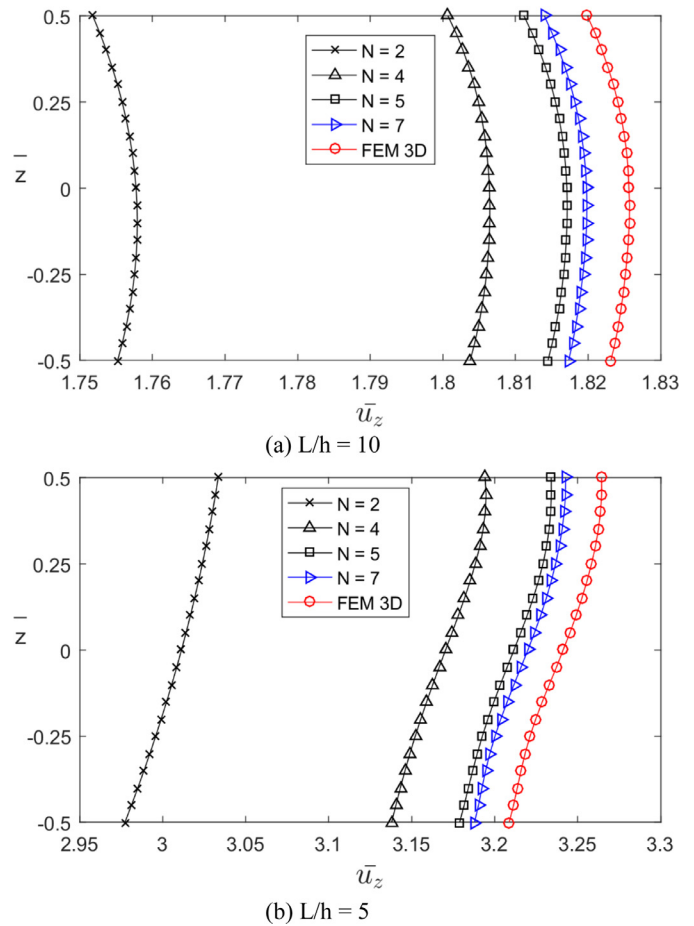 0.5
0.25
0
-0.25
-0.5
z̄
N = 2
N = 4
N = 5
N = 7
FEM 3D
1.75 1.76 1.77 1.78 1.79 1.8 1.81 1.82 1.83
ū_z
(a) L/h = 10
0.5
0.25
0
-0.25
-0.5
z̄
N = 2
N = 4
N = 5
N = 7
FEM 3D
2.95 3 3.05 3.1 3.15 3.2 3.25 3.3
ū_z
(b) L/h = 5